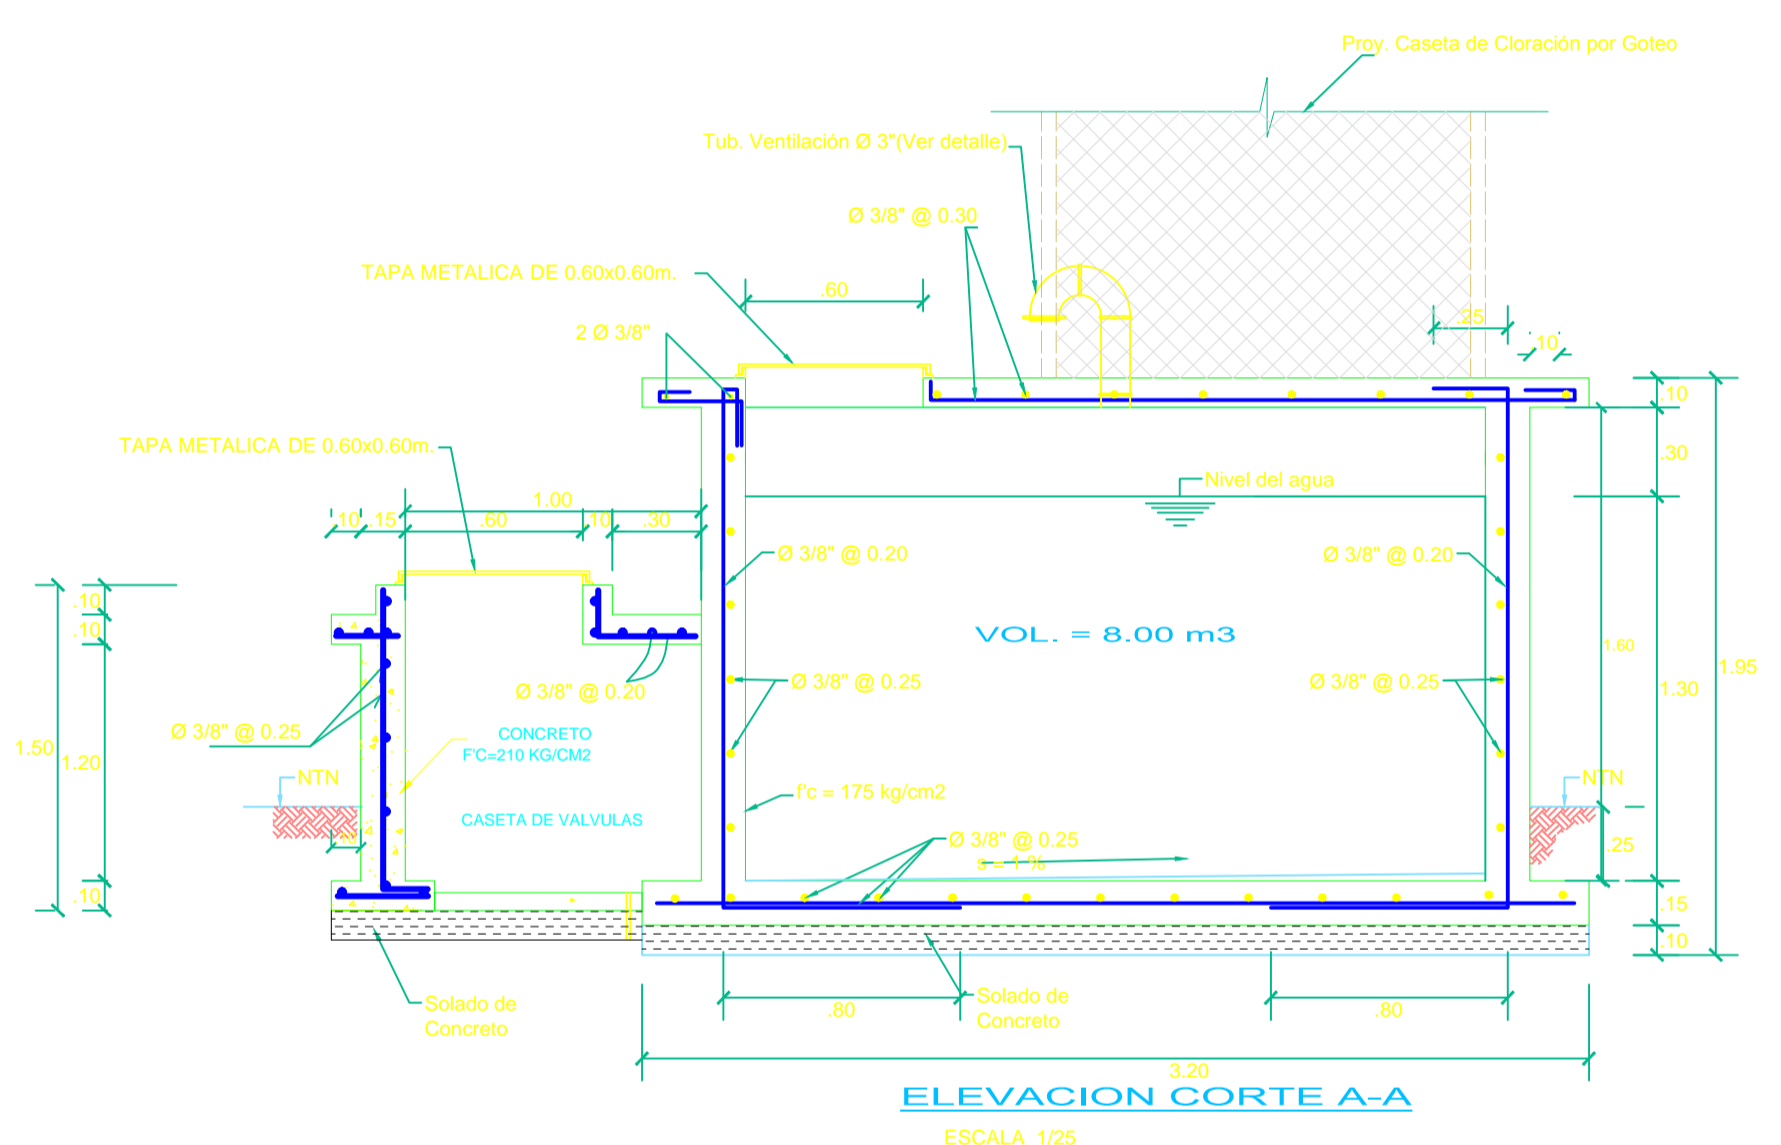 Proy. Caseta de Cloración por Goteo
Tub. Ventilación Ø 3"(Ver detalle)
Ø 3/8" @ 0.30
TAPA METALICA DE 0.60x0.60m.
.60
2 Ø 3/8"
.25
.10
.10
TAPA METALICA DE 0.60x0.60m.
.30
Nivel del agua
1.00
.10
.15
.60
.10
.30
Ø 3/8" @ 0.20
Ø 3/8" @ 0.20
.10
.10
VOL. = 8.00 m3
1.60
1.95
Ø 3/8" @ 0.20
Ø 3/8" @ 0.25
Ø 3/8" @ 0.25
1.30
Ø 3/8" @ 0.25
CONCRETO
F'C=210 KG/CM2
1.50
1.20
NTN
NTN
f'c = 175 kg/cm2
CASETA DE VALVULAS
.10
Ø 3/8" @ 0.25
.25
s = 1 %
.10
.15
.10
Solado de
Concreto
Solado de
Concreto
.80
.80
3.20
ELEVACION CORTE A-A
ESCALA 1/25